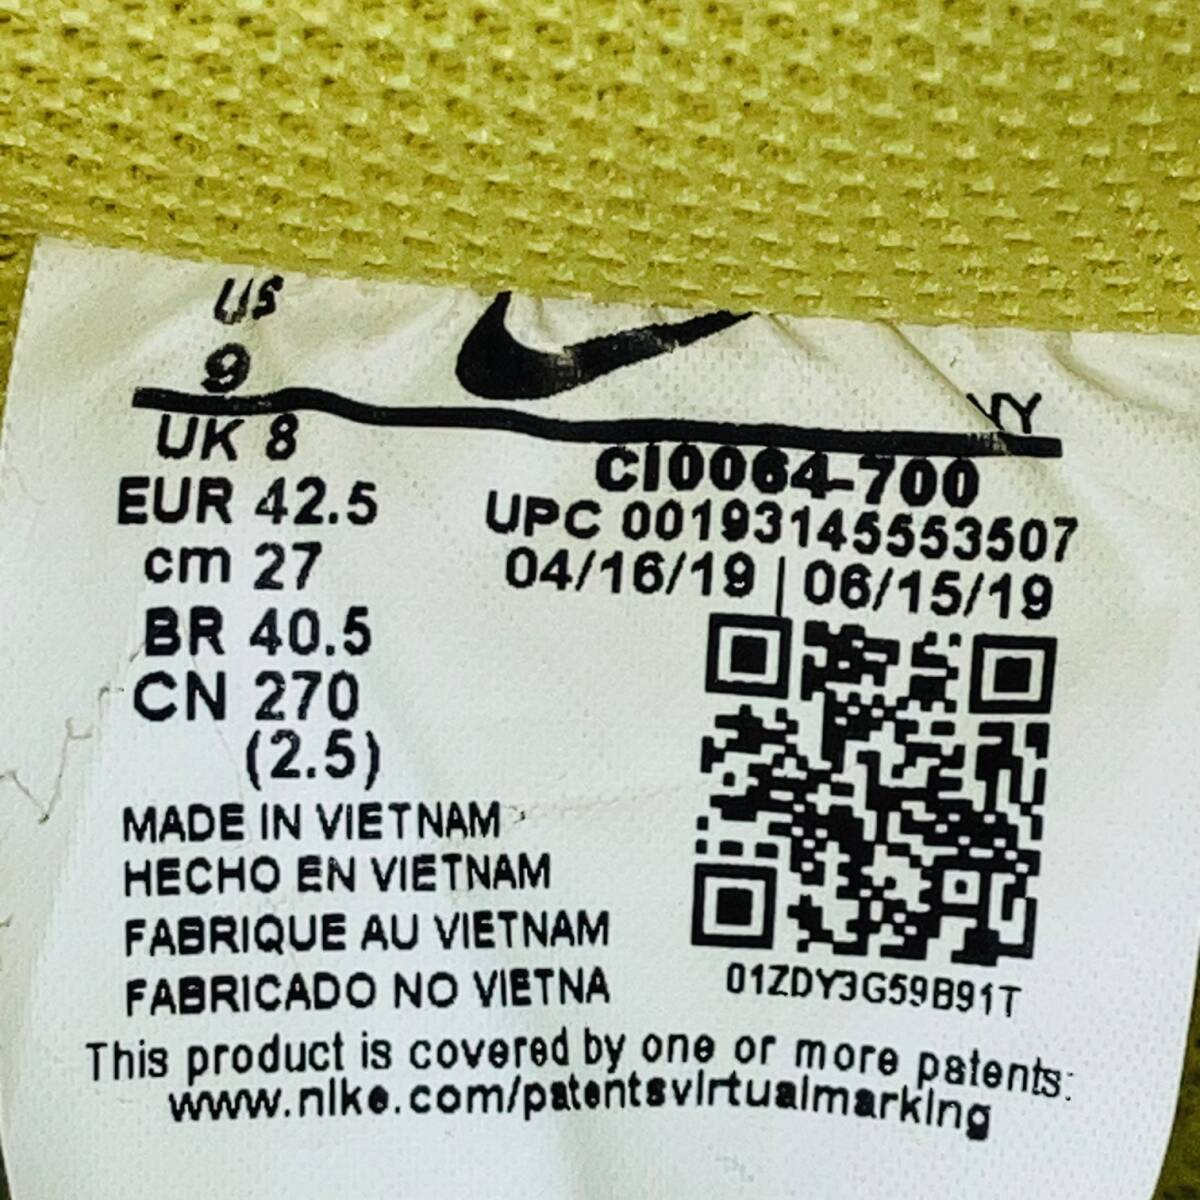 US
9
VY
UK 8
EUR 42.5
cm 27
BR 40.5
CN 270
(2.5)
CI0064-700
UPC 00193145553507
04/16/19 | 06/15/19
01ZDY3G59B91T
MADE IN VIETNAM
HECHO EN VIETNAM
FABRIQUE AU VIETNAM
FABRICADO NO VIETNA
This product is covered by one or more patents:
www.nike.com/patentsvirtualmarking